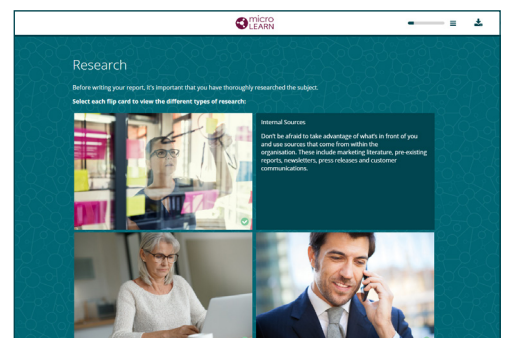 micro
LEARN
Research
Before writing your report, it's important that you have thoroughly researched the subject.
Select each flip card to view the different types of research:
Internal Sources
Don't be afraid to take advantage of what's in front of you
and use sources that come from within the
organisation. These include marketing literature, pre-existing
reports, newsletters, press releases and customer
communications.